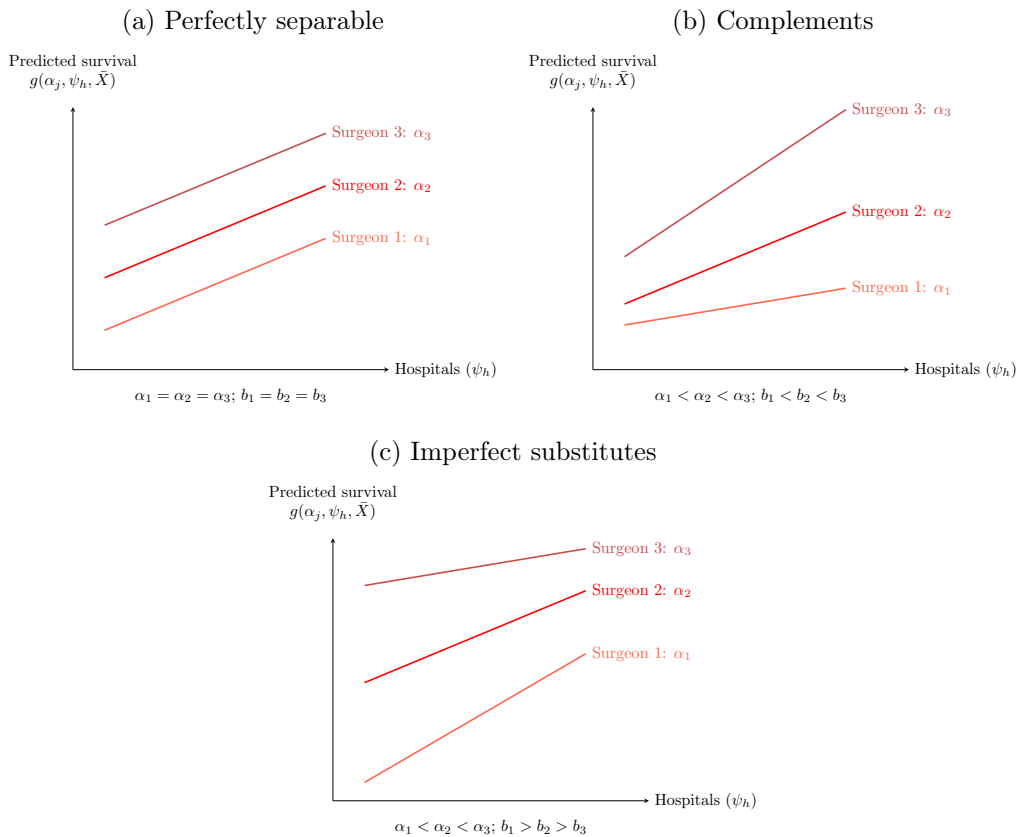 (a) Perfectly separable
Predicted survival
g(αⱼ, ψₕ, X̄)
Surgeon 3: α₃
Surgeon 2: α₂
Surgeon 1: α₁
Hospitals (ψₕ)
α₁ = α₂ = α₃; b₁ = b₂ = b₃
(b) Complements
Predicted survival
g(αⱼ, ψₕ, X̄)
Surgeon 3: α₃
Surgeon 2: α₂
Surgeon 1: α₁
Hospitals (ψₕ)
α₁ < α₂ < α₃; b₁ < b₂ < b₃
(c) Imperfect substitutes
Predicted survival
g(αⱼ, ψₕ, X̄)
Surgeon 3: α₃
Surgeon 2: α₂
Surgeon 1: α₁
Hospitals (ψₕ)
α₁ < α₂ < α₃; b₁ > b₂ > b₃